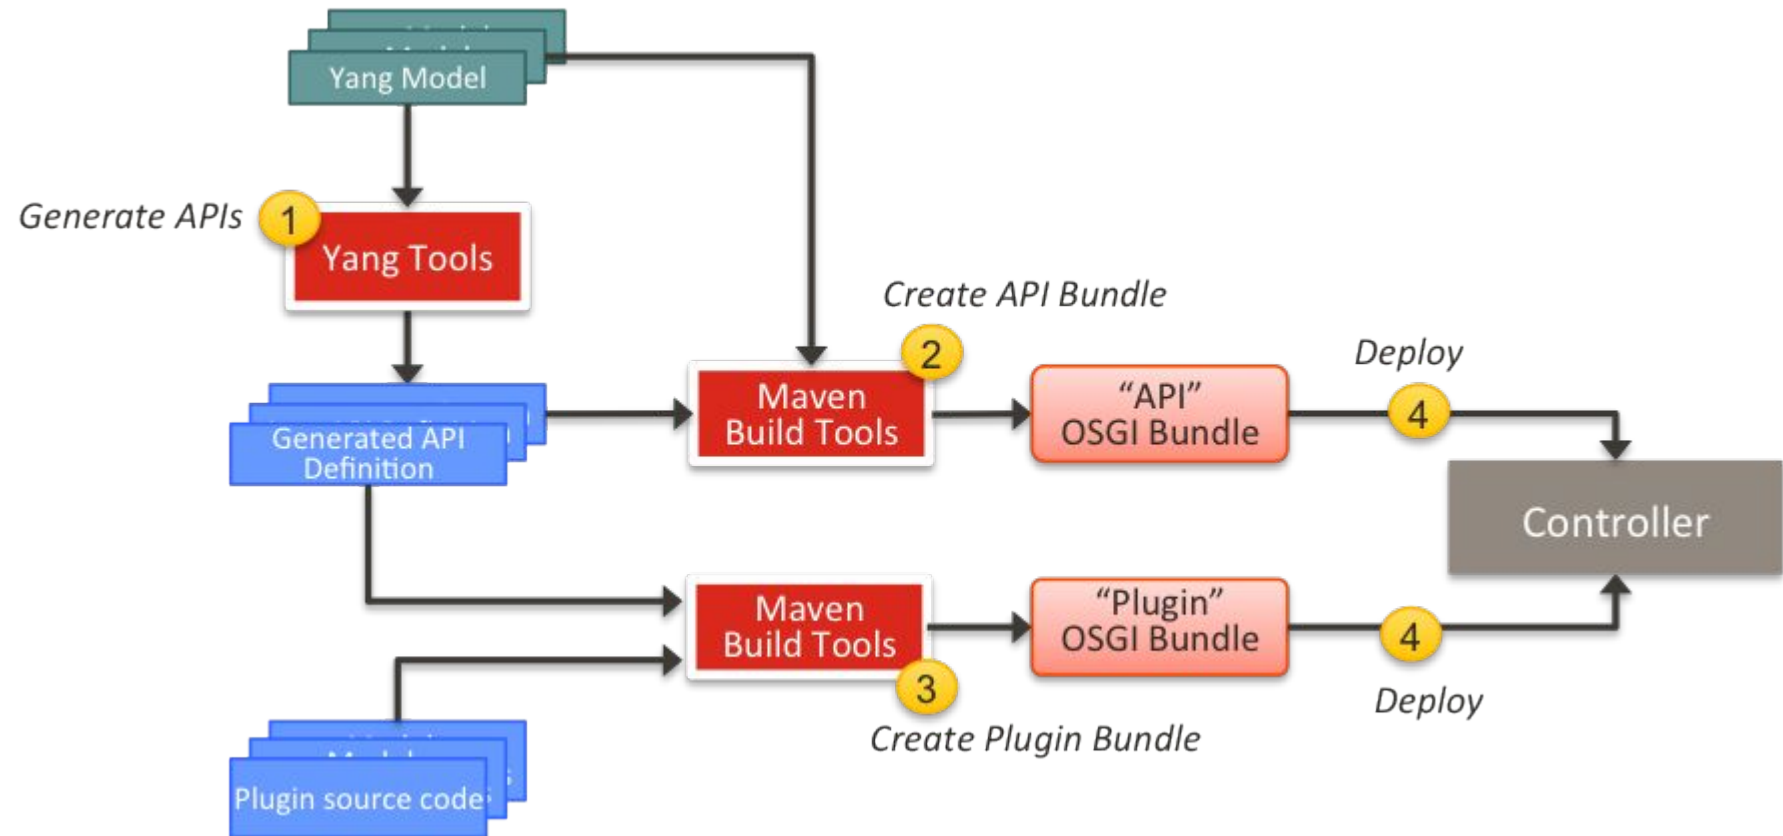 Yang Model
Generate APIs
1
Yang Tools
Create API Bundle
2
Deploy
Maven
Build Tools
"API"
OSGI Bundle
4
Generated API
Definition
Controller
Maven
Build Tools
"Plugin"
OSGI Bundle
4
3
Deploy
Create Plugin Bundle
Plugin source code